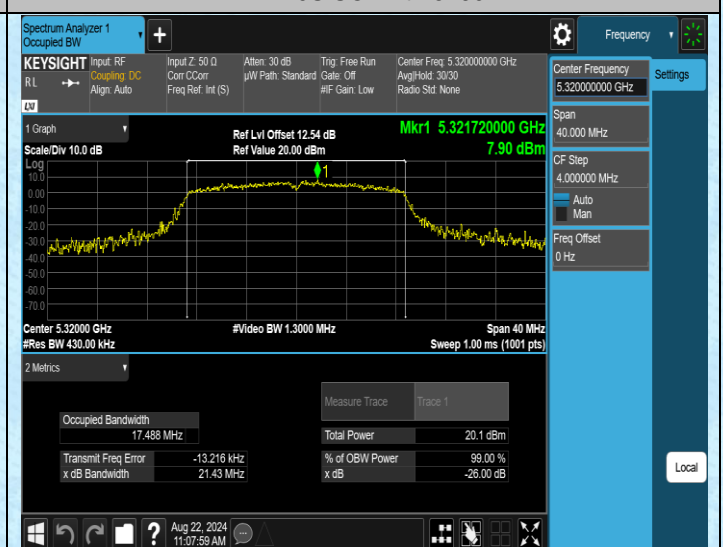 Spectrum Analyzer 1
Occupied BW
Frequency
KEYSIGHT
R L
LXI
Input: RF
Coupling: DC
Align: Auto
Input Z: 50 Ω
Corr CCorr
Freq Ref: Int (S)
Atten: 30 dB
µW Path: Standard
Trig: Free Run
Gate: Off
#IF Gain: Low
Center Freq: 5.320000000 GHz
Avg|Hold: 30/30
Radio Std: None
Center Frequency
5.320000000 GHz
Settings
Span
40.000 MHz
CF Step
4.000000 MHz
Auto
Man
Freq Offset
0 Hz
1 Graph
Scale/Div 10.0 dB
Ref Lvl Offset 12.54 dB
Ref Value 20.00 dBm
Mkr1 5.321720000 GHz
7.90 dBm
Log
10.0
0.00
-10.0
-20.0
-30.0
-40.0
-50.0
-60.0
-70.0
1
Center 5.32000 GHz
#Res BW 430.00 kHz
#Video BW 1.3000 MHz
Span 40 MHz
Sweep 1.00 ms (1001 pts)
2 Metrics
Measure Trace
Trace 1
Occupied Bandwidth
17.488 MHz
Total Power
20.1 dBm
Transmit Freq Error
-13.216 kHz
% of OBW Power
99.00 %
x dB Bandwidth
21.43 MHz
x dB
-26.00 dB
Local
?
Aug 22, 2024
11:07:59 AM